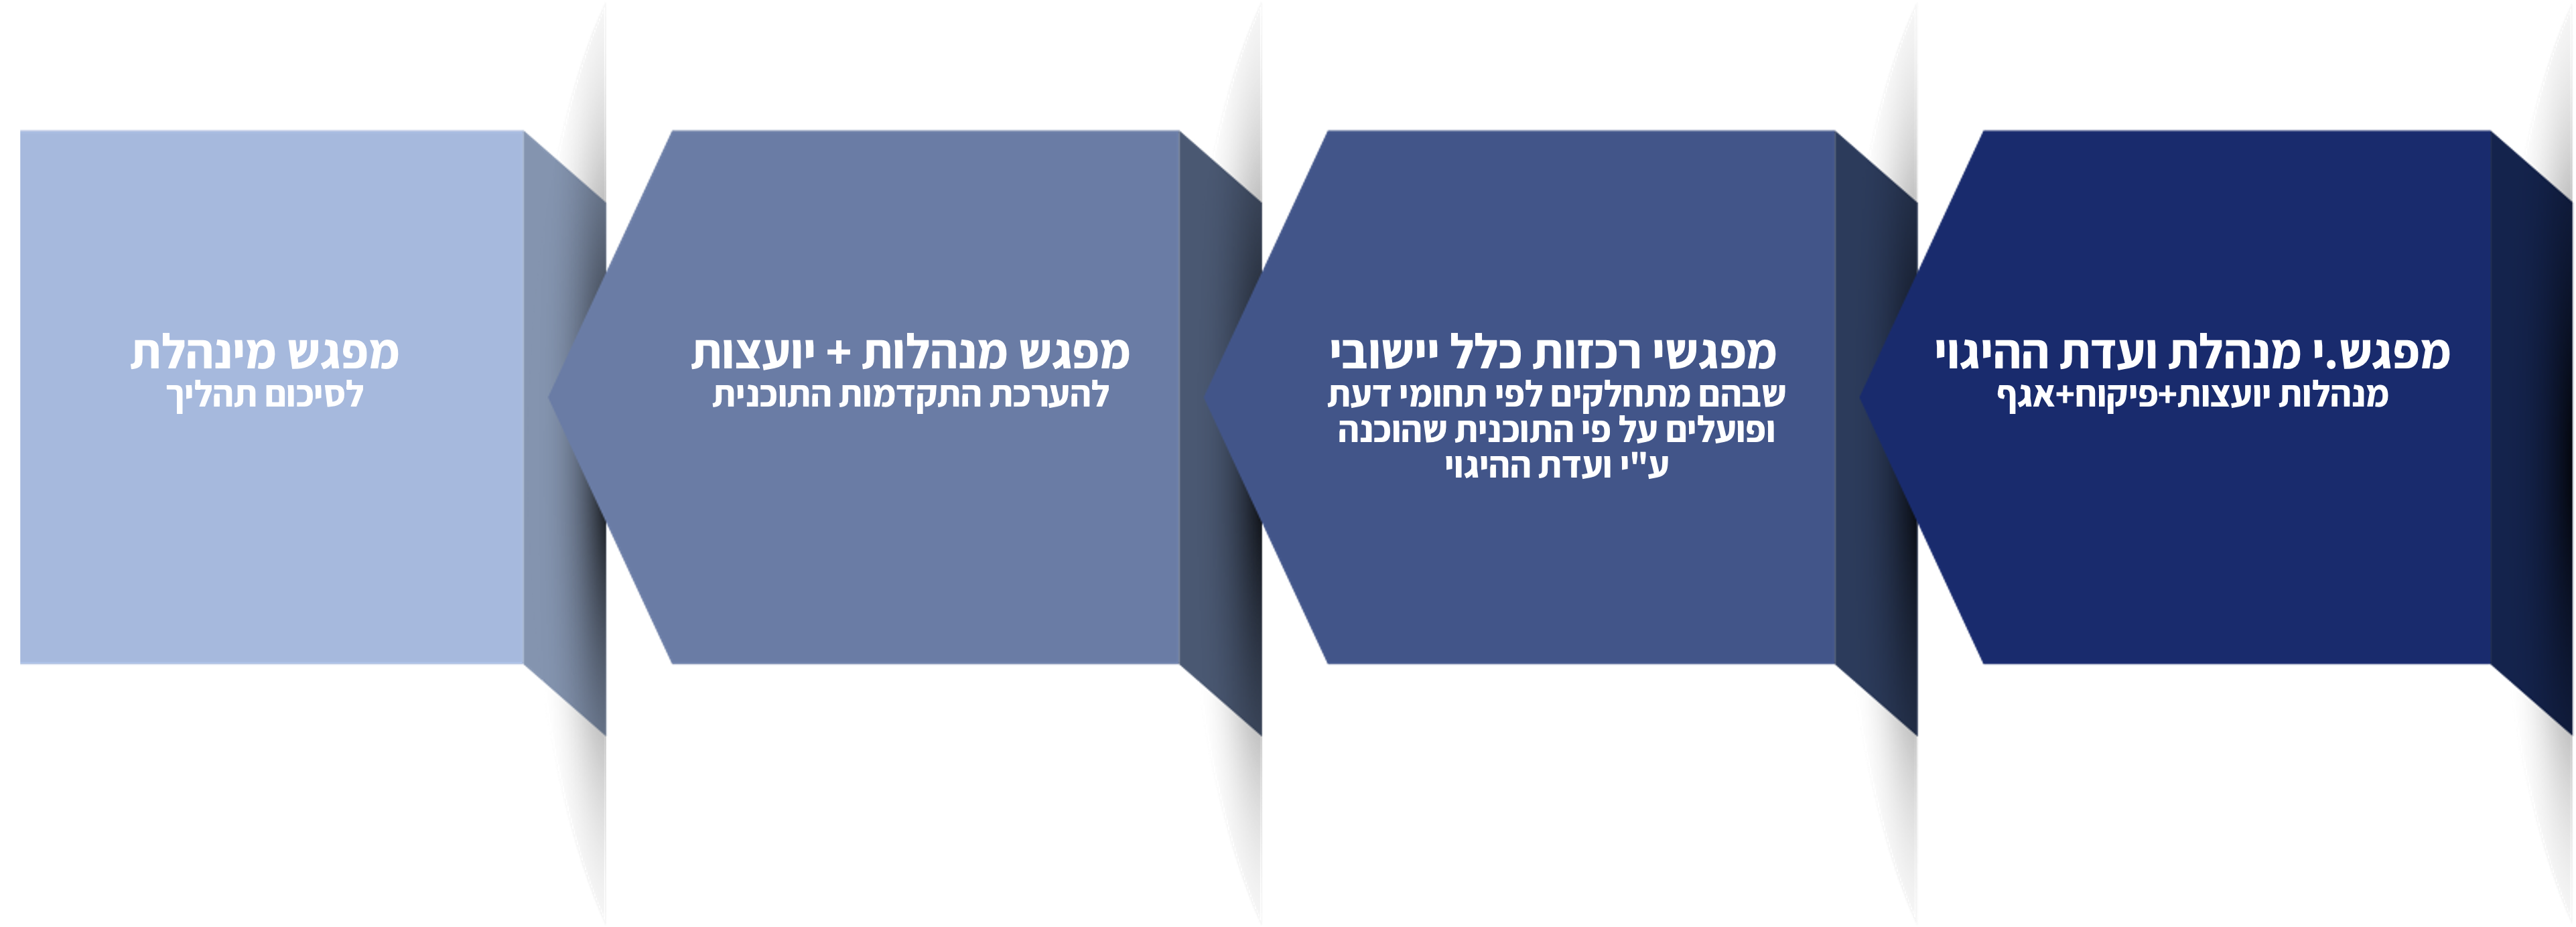 מפגש.י מנהלת ועדת ההיגוי
מנהלות יועצות+פיקוח+אגף
מפגשי רכזות כלל יישובי
שבהם מתחלקים לפי תחומי דעת
ופועלים על פי התוכנית שהוכנה
ע"י ועדת ההיגוי
מפגש מנהלות + יועצות
להערכת התקדמות התוכנית
מפגש מינהלת
לסיכום תהליך